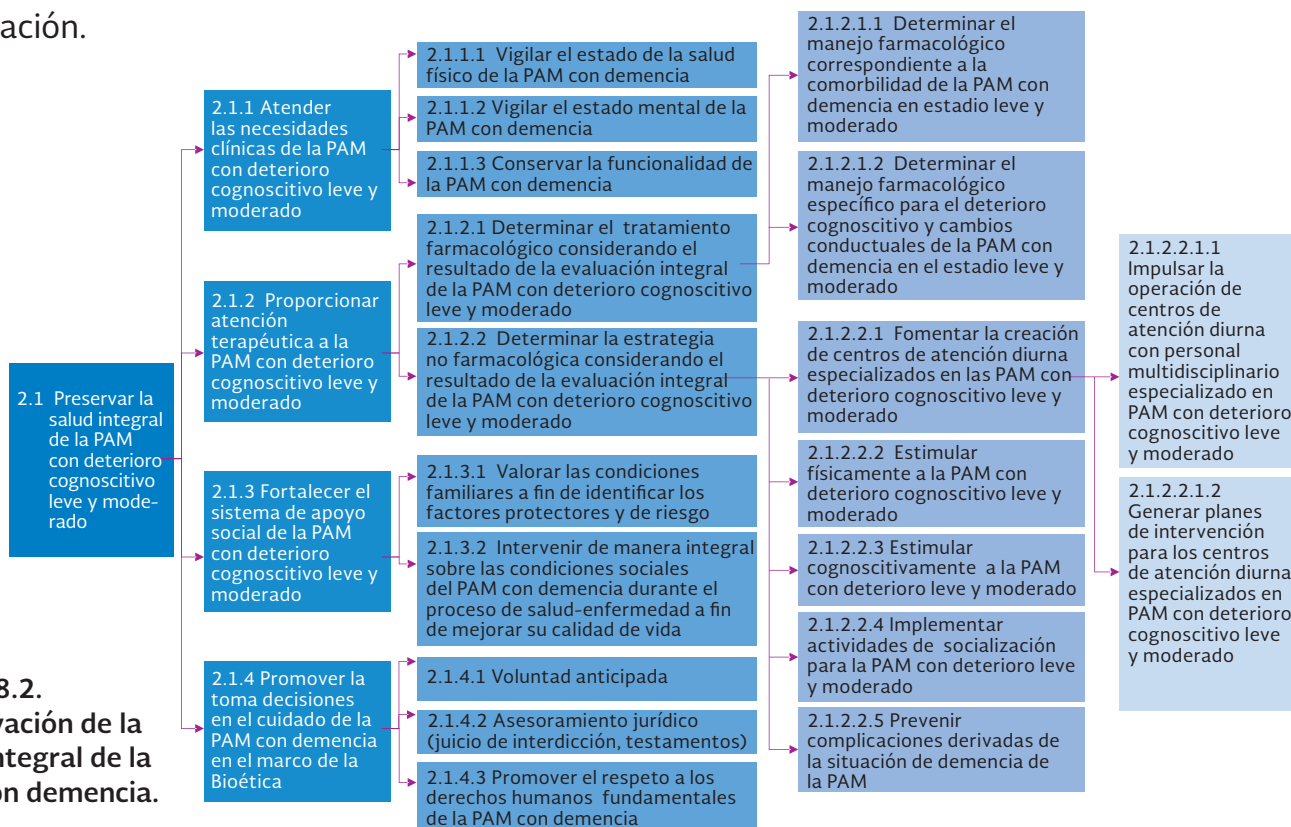 ación.
2.1 Preservar la
salud integral
de la PAM
con deterioro
cognoscitivo
leve y mode-
rado
2.1.1 Atender
las necesidades
clínicas de la PAM
con deterioro
cognoscitivo leve y
moderado
2.1.2 Proporcionar
atención
terapéutica a la
PAM con deterioro
cognoscitivo leve y
moderado
2.1.3 Fortalecer el
sistema de apoyo
social de la PAM
con deterioro
cognoscitivo leve y
moderado
2.1.4 Promover la
toma decisiones
en el cuidado de la
PAM con demencia
en el marco de la
Bioética
2.1.1.1 Vigilar el estado de la salud
físico de la PAM con demencia
2.1.1.2 Vigilar el estado mental de la
PAM con demencia
2.1.1.3 Conservar la funcionalidad de
la PAM con demencia
2.1.2.1 Determinar el tratamiento
farmacológico considerando el
resultado de la evaluación integral
de la PAM con deterioro cognoscitivo
leve y moderado
2.1.2.2 Determinar la estrategia
no farmacológica considerando el
resultado de la evaluación integral
de la PAM con deterioro cognoscitivo
leve y moderado
2.1.3.1 Valorar las condiciones
familiares a fin de identificar los
factores protectores y de riesgo
2.1.3.2 Intervenir de manera integral
sobre las condiciones sociales
del PAM con demencia durante el
proceso de salud-enfermedad a fin
de mejorar su calidad de vida
2.1.4.1 Voluntad anticipada
2.1.4.2 Asesoramiento jurídico
(juicio de interdicción, testamentos)
2.1.4.3 Promover el respeto a los
derechos humanos fundamentales
de la PAM con demencia
2.1.2.1.1 Determinar el
manejo farmacológico
correspondiente a la
comorbilidad de la PAM con
demencia en estadio leve y
moderado
2.1.2.1.2 Determinar el
manejo farmacológico
específico para el deterioro
cognoscitivo y cambios
conductuales de la PAM con
demencia en el estadio leve y
moderado
2.1.2.2.1 Fomentar la creación
de centros de atención diurna
especializados en las PAM con
deterioro cognoscitivo leve y
moderado
2.1.2.2.2 Estimular
físicamente a la PAM con
deterioro cognoscitivo leve y
moderado
2.1.2.2.3 Estimular
cognoscitivamente a la PAM
con deterioro leve y moderado
2.1.2.2.4 Implementar
actividades de socialización
para la PAM con deterioro leve
y moderado
2.1.2.2.5 Prevenir
complicaciones derivadas de
la situación de demencia de
la PAM
2.1.2.2.1.1
Impulsar la
operación de
centros de
atención diurna
con personal
multidisciplinario
especializado en
PAM con deterioro
cognoscitivo leve
y moderado
2.1.2.2.1.2
Generar planes
de intervención
para los centros
de atención diurna
especializados en
PAM con deterioro
cognoscitivo leve
y moderado
8.2.
vación de la
ntegral de la
on demencia.